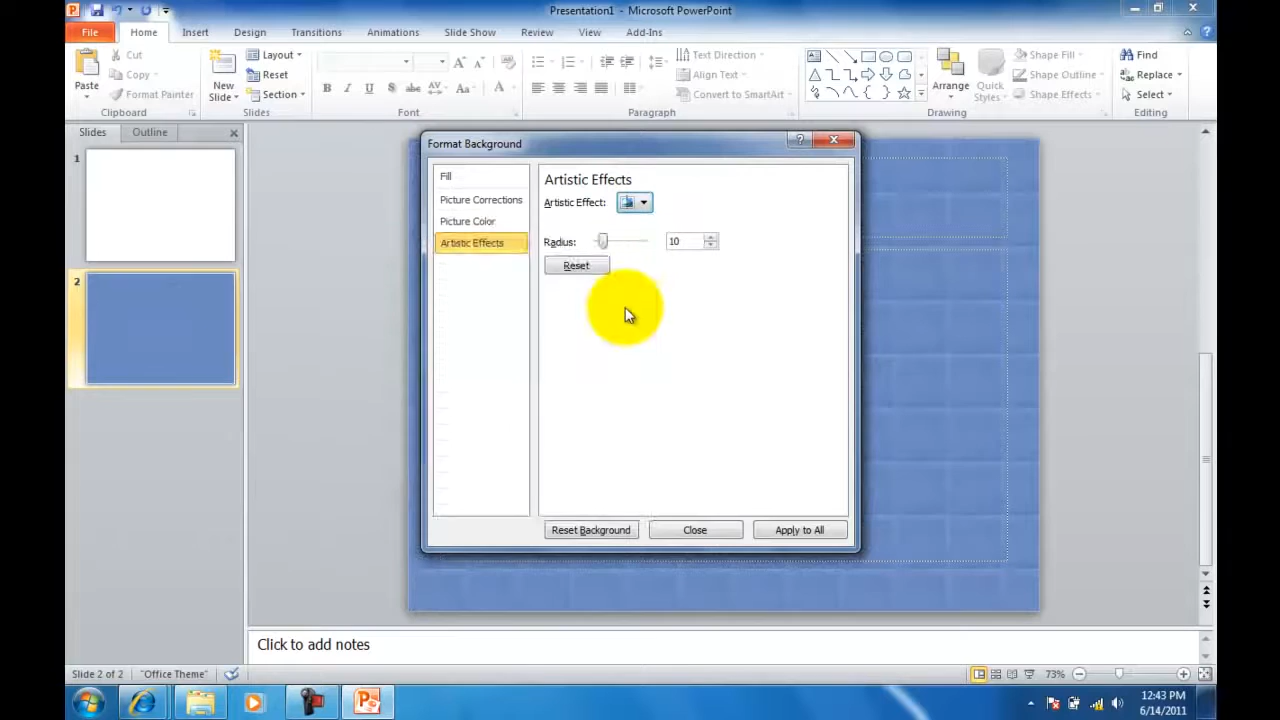 Presentation1 - Microsoft PowerPoint
File Home Insert Design Transitions Animations Slide Show Review View Add-Ins
Paste
Cut
Copy
Format Painter
Clipboard
New
Slide
Layout
Reset
Section
Slides
B I U S abc AV Aa A
Font
Text Direction
Align Text
Convert to SmartArt
Paragraph
Arrange
Quick
Styles
Shape Fill
Shape Outline
Shape Effects
Drawing
Find
Replace
Select
Editing
Slides Outline
1
2
Format Background
Fill
Picture Corrections
Picture Color
Artistic Effects
Artistic Effects
Artistic Effect:
Radius: 10
Reset
Reset Background Close Apply to All
Click to add notes
Slide 2 of 2 "Office Theme" 73%
12:43 PM
6/14/2011